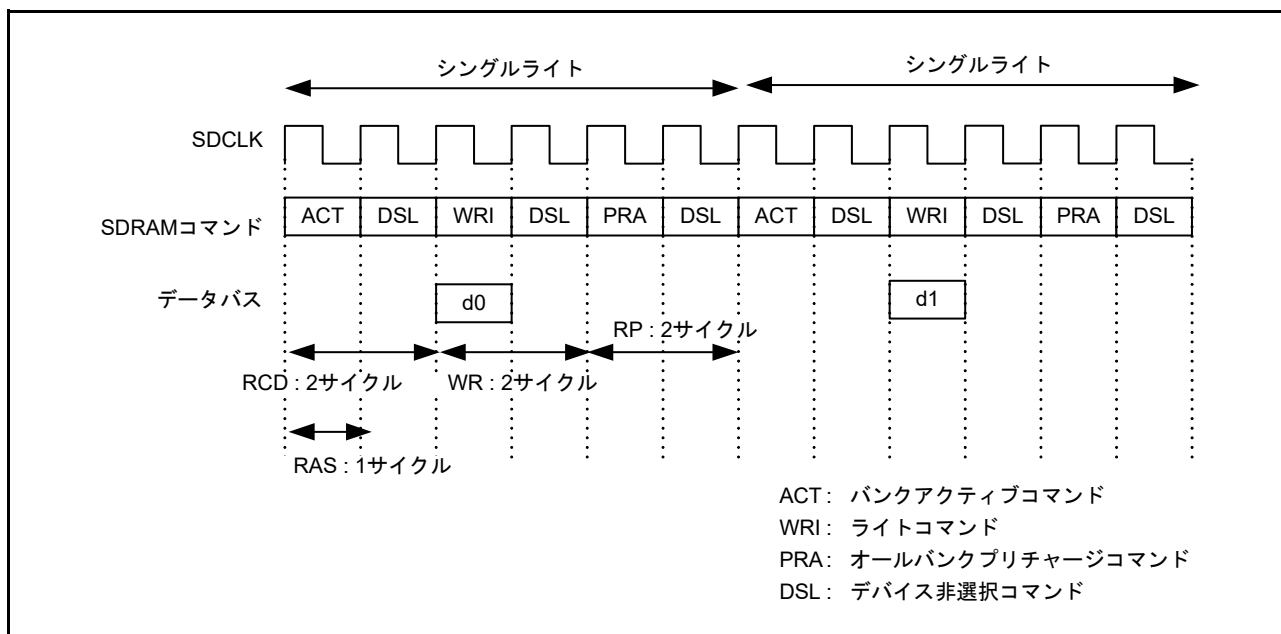 シングルライト シングルライト
SDCLK
SDRAMコマンド ACT DSL WRI DSL PRA DSL ACT DSL WRI DSL PRA DSL
データバス d0 d1
RP : 2サイクル
RCD : 2サイクル WR : 2サイクル
RAS : 1サイクル
ACT : バンクアクティブコマンド
WRI : ライトコマンド
PRA : オールバンクプリチャージコマンド
DSL : デバイス非選択コマンド